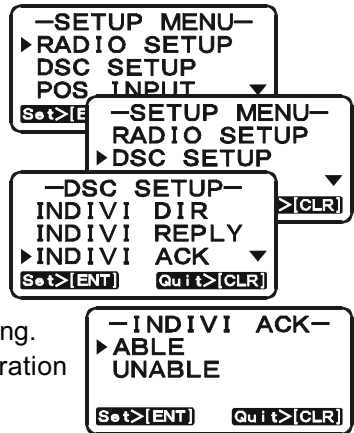 —SETUP MENU—
▶RADIO SETUP
DSC SETUP
POS INPUT ▼
Set>[E
—SETUP MENU—
RADIO SETUP
▶DSC SETUP
▼
>[CLR]
—DSC SETUP—
INDIVI DIR
INDIVI REPLY
▶INDIVI ACK ▼
Set>[ENT] Quit>[CLR]
ng.
ration
—INDIVI ACK—
▶ABLE
UNABLE
Set>[ENT] Quit>[CLR]